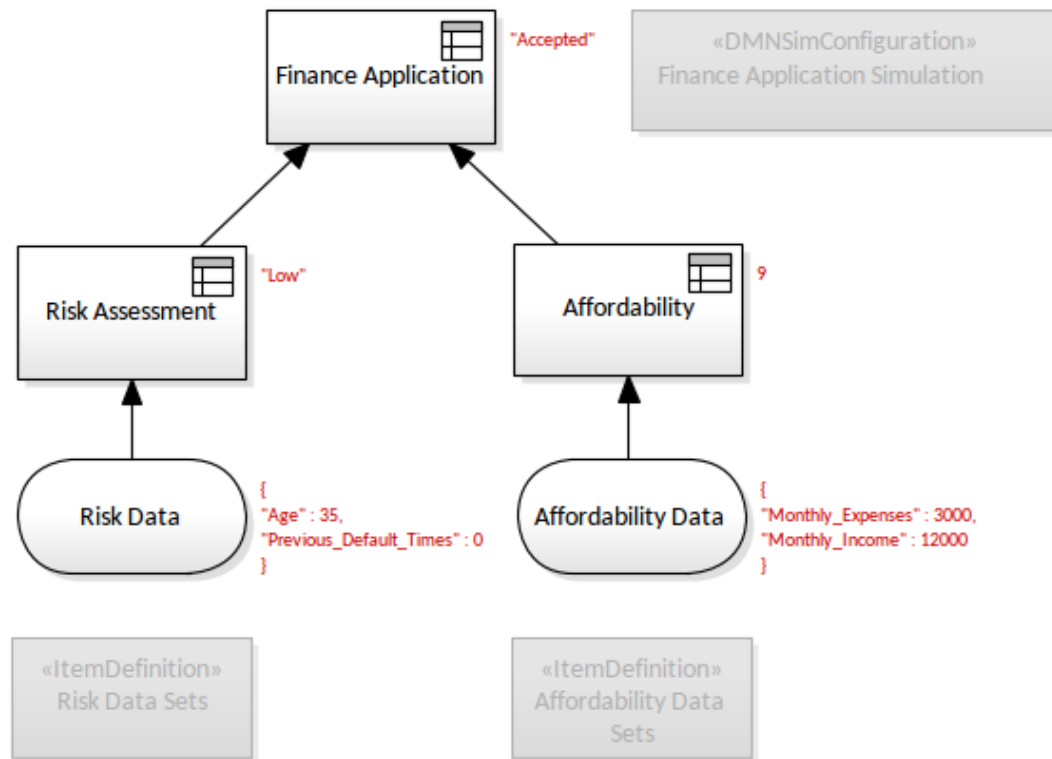 Finance Application
"Accepted"
«DMNSimConfiguration»
Finance Application Simulation
Risk Assessment
"Low"
Affordability
9
Risk Data
{
"Age" : 35,
"Previous_Default_Times" : 0
}
Affordability Data
{
"Monthly_Expenses" : 3000,
"Monthly_Income" : 12000
}
«ItemDefinition»
Risk Data Sets
«ItemDefinition»
Affordability Data
Sets